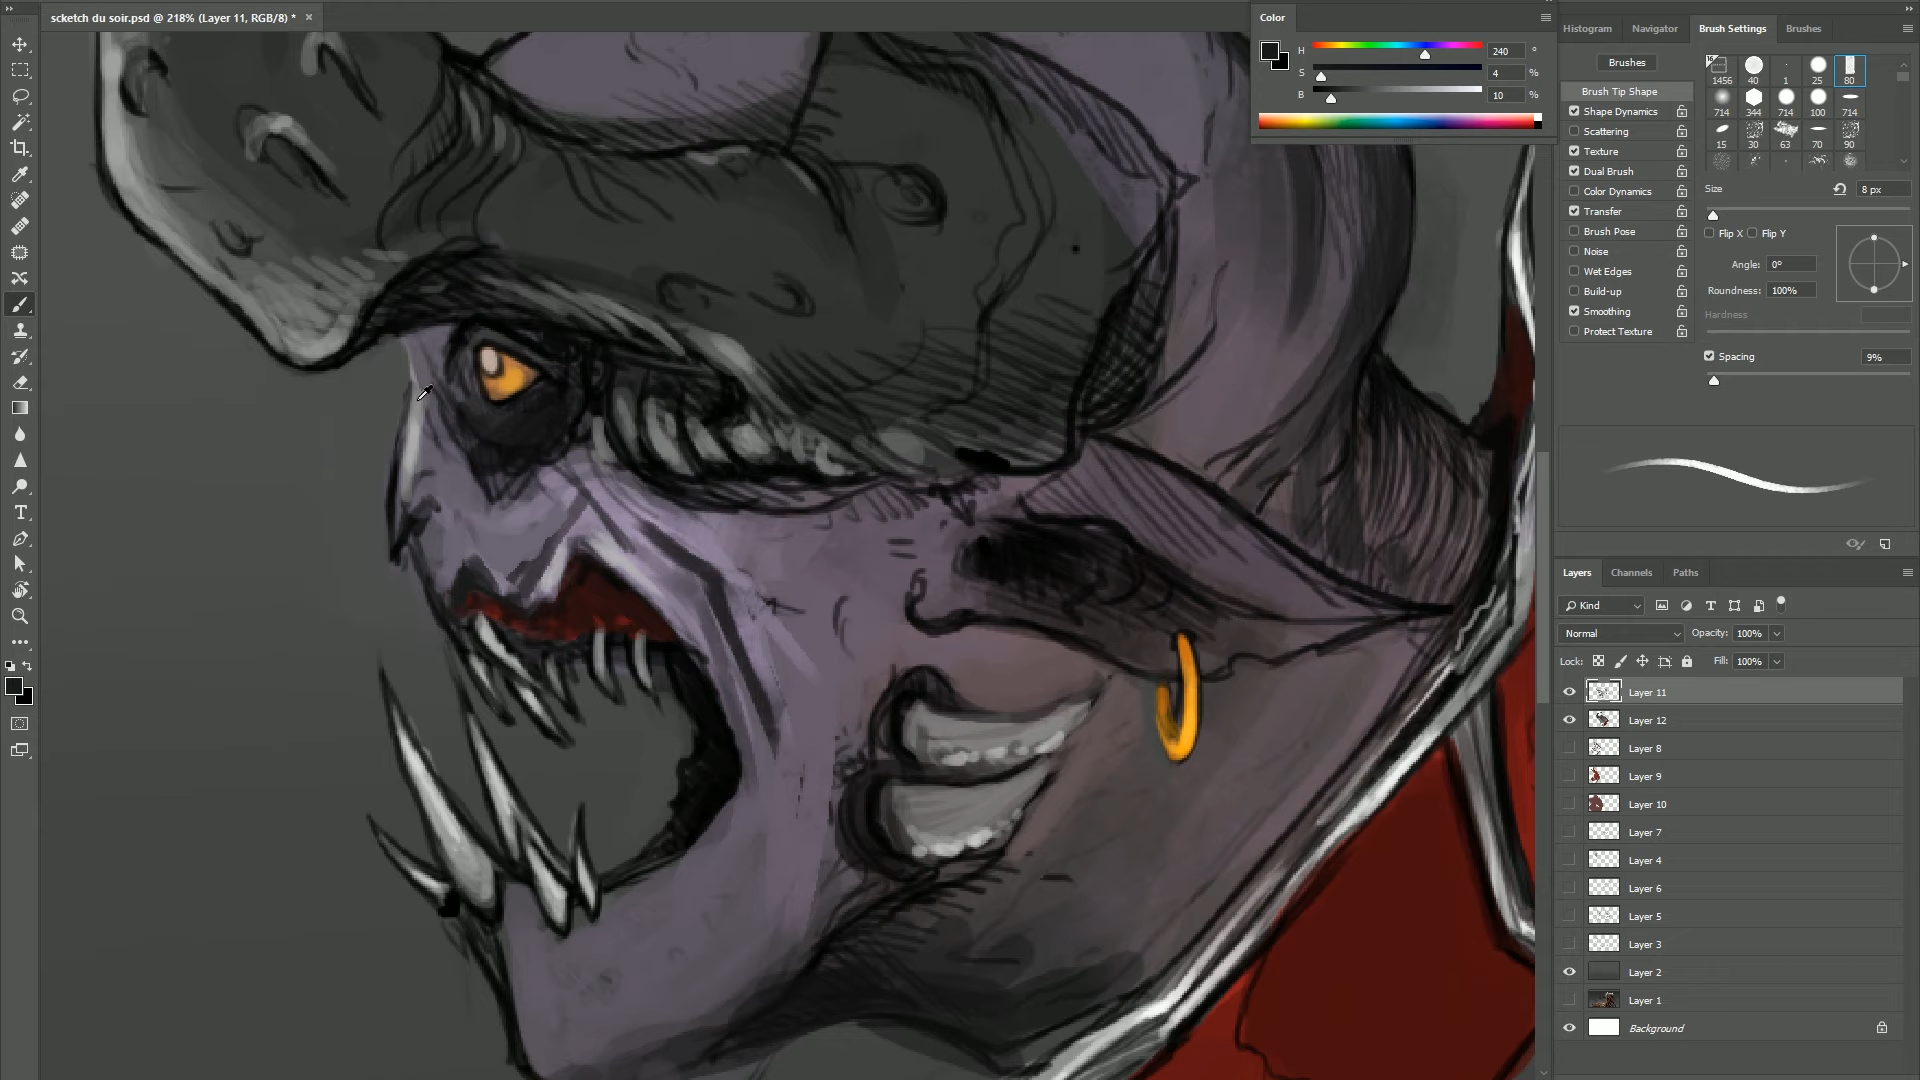 scketch du soir.psd @ 218% (Layer 11, RGB/8) *
Color
H 240 °
S 4 %
B 10 %
Histogram Navigator Brush Settings Brushes
Brushes
Brush Tip Shape
Shape Dynamics
Scattering
Texture
Dual Brush
Color Dynamics
Transfer
Brush Pose
Noise
Wet Edges
Build-up
Smoothing
Protect Texture
1456 40 1 25 80
714 344 714 100 714
15 30 63 70 90
Size 8 px
Flip X Flip Y
Angle: 0°
Roundness: 100%
Hardness
Spacing 9%
Layers Channels Paths
Kind
Normal Opacity: 100%
Lock: Fill: 100%
Layer 11
Layer 12
Layer 8
Layer 9
Layer 10
Layer 7
Layer 4
Layer 6
Layer 5
Layer 3
Layer 2
Layer 1
Background